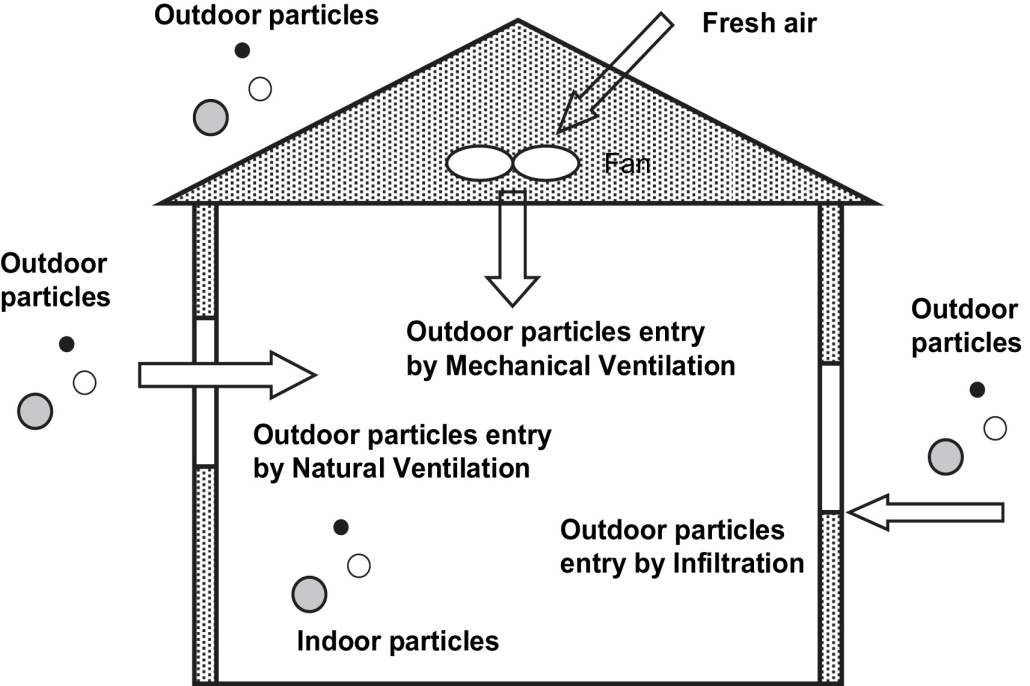 Outdoor particles
Fresh air
Fan
Outdoor
particles
Outdoor particles entry
by Mechanical Ventilation
Outdoor
particles
Outdoor particles entry
by Natural Ventilation
Outdoor particles
entry by Infiltration
Indoor particles